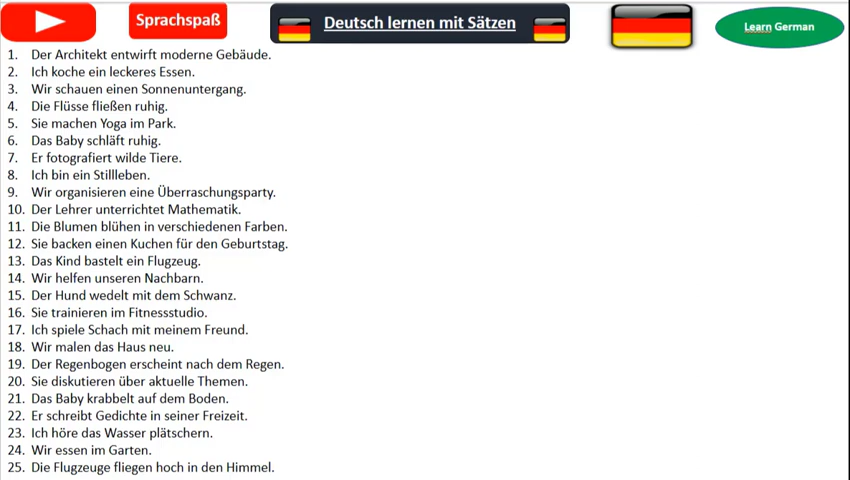 Sprachspaß
Deutsch lernen mit Sätzen
Learn German
1. Der Architekt entwirft moderne Gebäude.
2. Ich koche ein leckeres Essen.
3. Wir schauen einen Sonnenuntergang.
4. Die Flüsse fließen ruhig.
5. Sie machen Yoga im Park.
6. Das Baby schläft ruhig.
7. Er fotografiert wilde Tiere.
8. Ich bin ein Stillleben.
9. Wir organisieren eine Überraschungsparty.
10. Der Lehrer unterrichtet Mathematik.
11. Die Blumen blühen in verschiedenen Farben.
12. Sie backen einen Kuchen für den Geburtstag.
13. Das Kind bastelt ein Flugzeug.
14. Wir helfen unseren Nachbarn.
15. Der Hund wedelt mit dem Schwanz.
16. Sie trainieren im Fitnessstudio.
17. Ich spiele Schach mit meinem Freund.
18. Wir malen das Haus neu.
19. Der Regenbogen erscheint nach dem Regen.
20. Sie diskutieren über aktuelle Themen.
21. Das Baby krabbelt auf dem Boden.
22. Er schreibt Gedichte in seiner Freizeit.
23. Ich höre das Wasser plätschern.
24. Wir essen im Garten.
25. Die Flugzeuge fliegen hoch in den Himmel.